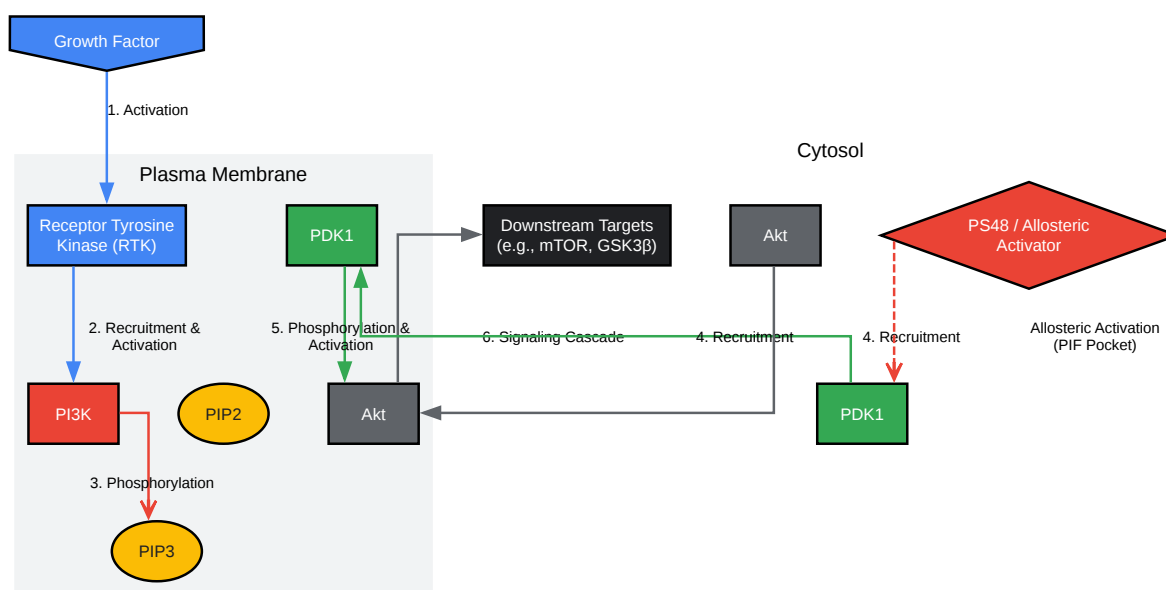 Growth Factor
1. Activation
Cytosol
Plasma Membrane
Receptor Tyrosine
Kinase (RTK)
PDK1
Downstream Targets
(e.g., mTOR, GSK3β)
Akt
PS48 / Allosteric
Activator
2. Recruitment &
Activation
5. Phosphorylation &
Activation
6. Signaling Cascade
4. Recruitment
4. Recruitment
Allosteric Activation
(PIF Pocket)
PI3K
PIP2
Akt
PDK1
3. Phosphorylation
PIP3